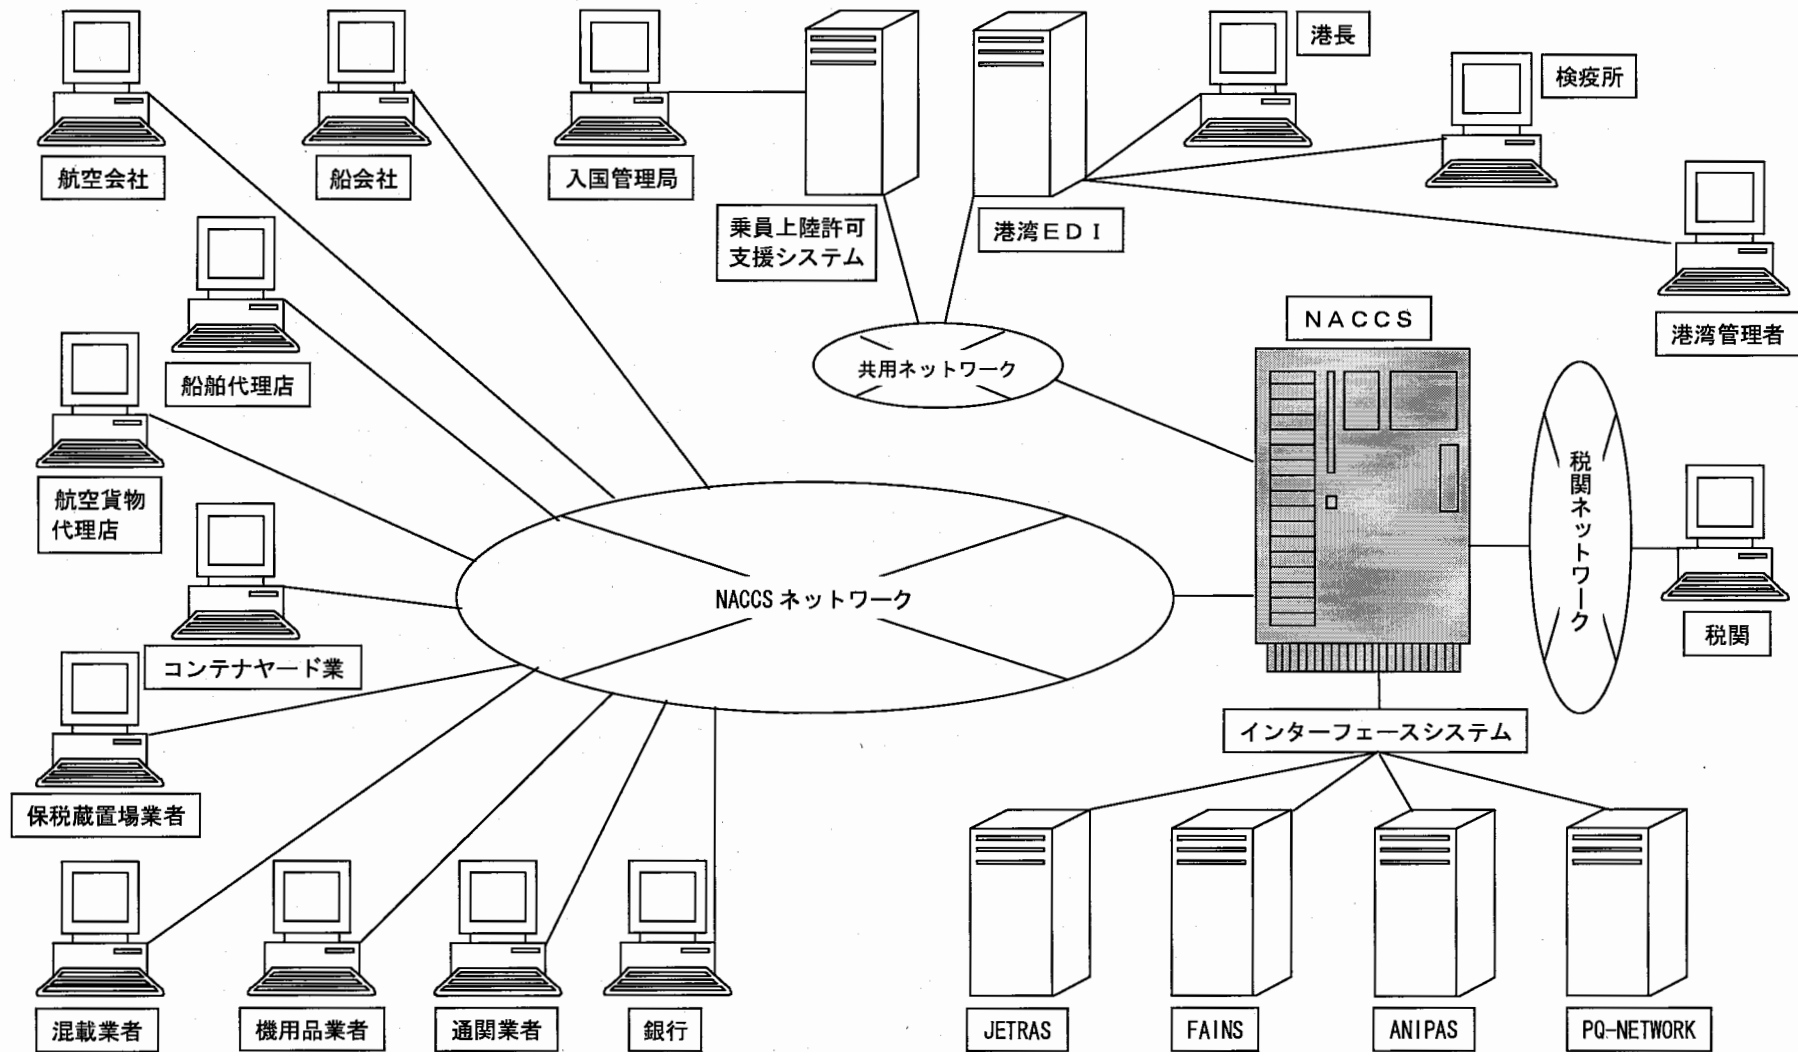 港長
検疫所
航空会社
船会社
入国管理局
乗員上陸許可
支援システム
港湾ＥＤＩ
港湾管理者
ＮＡＣＣＳ
船舶代理店
共用ネットワーク
税関ネットワーク
航空貨物
代理店
NACCS ネットワーク
税関
コンテナヤード業
インターフェースシステム
保税蔵置場業者
混載業者
機用品業者
通関業者
銀行
JETRAS
FAINS
ANIPAS
PQ-NETWORK